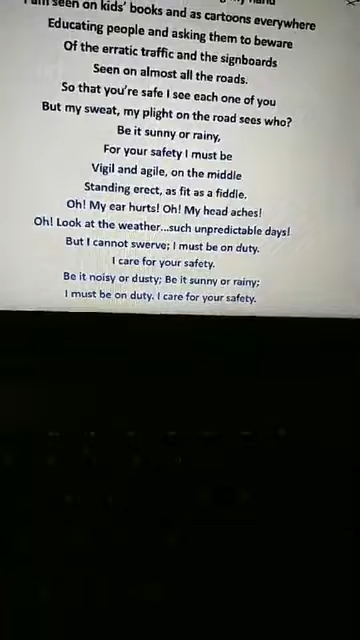 I am seen on kids' books and as cartoons everywhere
Educating people and asking them to beware
Of the erratic traffic and the signboards
Seen on almost all the roads.
So that you're safe I see each one of you
But my sweat, my plight on the road sees who?
Be it sunny or rainy,
For your safety I must be
Vigil and agile, on the middle
Standing erect, as fit as a fiddle.
Oh! My ear hurts! Oh! My head aches!
Oh! Look at the weather...such unpredictable days!
But I cannot swerve; I must be on duty.
I care for your safety.
Be it noisy or dusty; Be it sunny or rainy;
I must be on duty. I care for your safety.